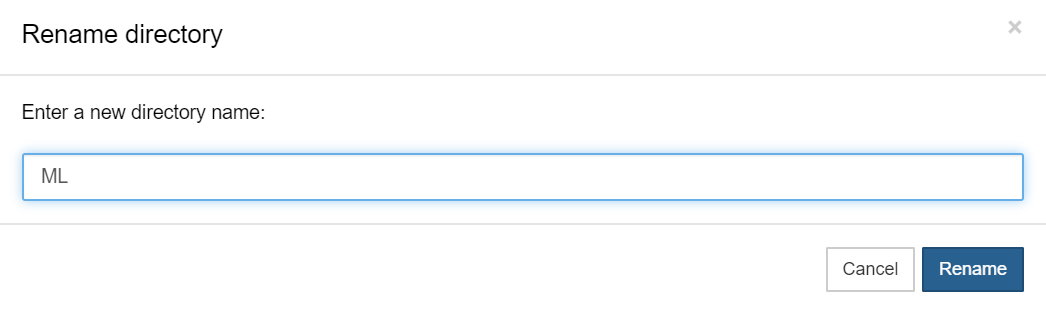 Rename directory
×
Enter a new directory name:
ML
Cancel
Rename